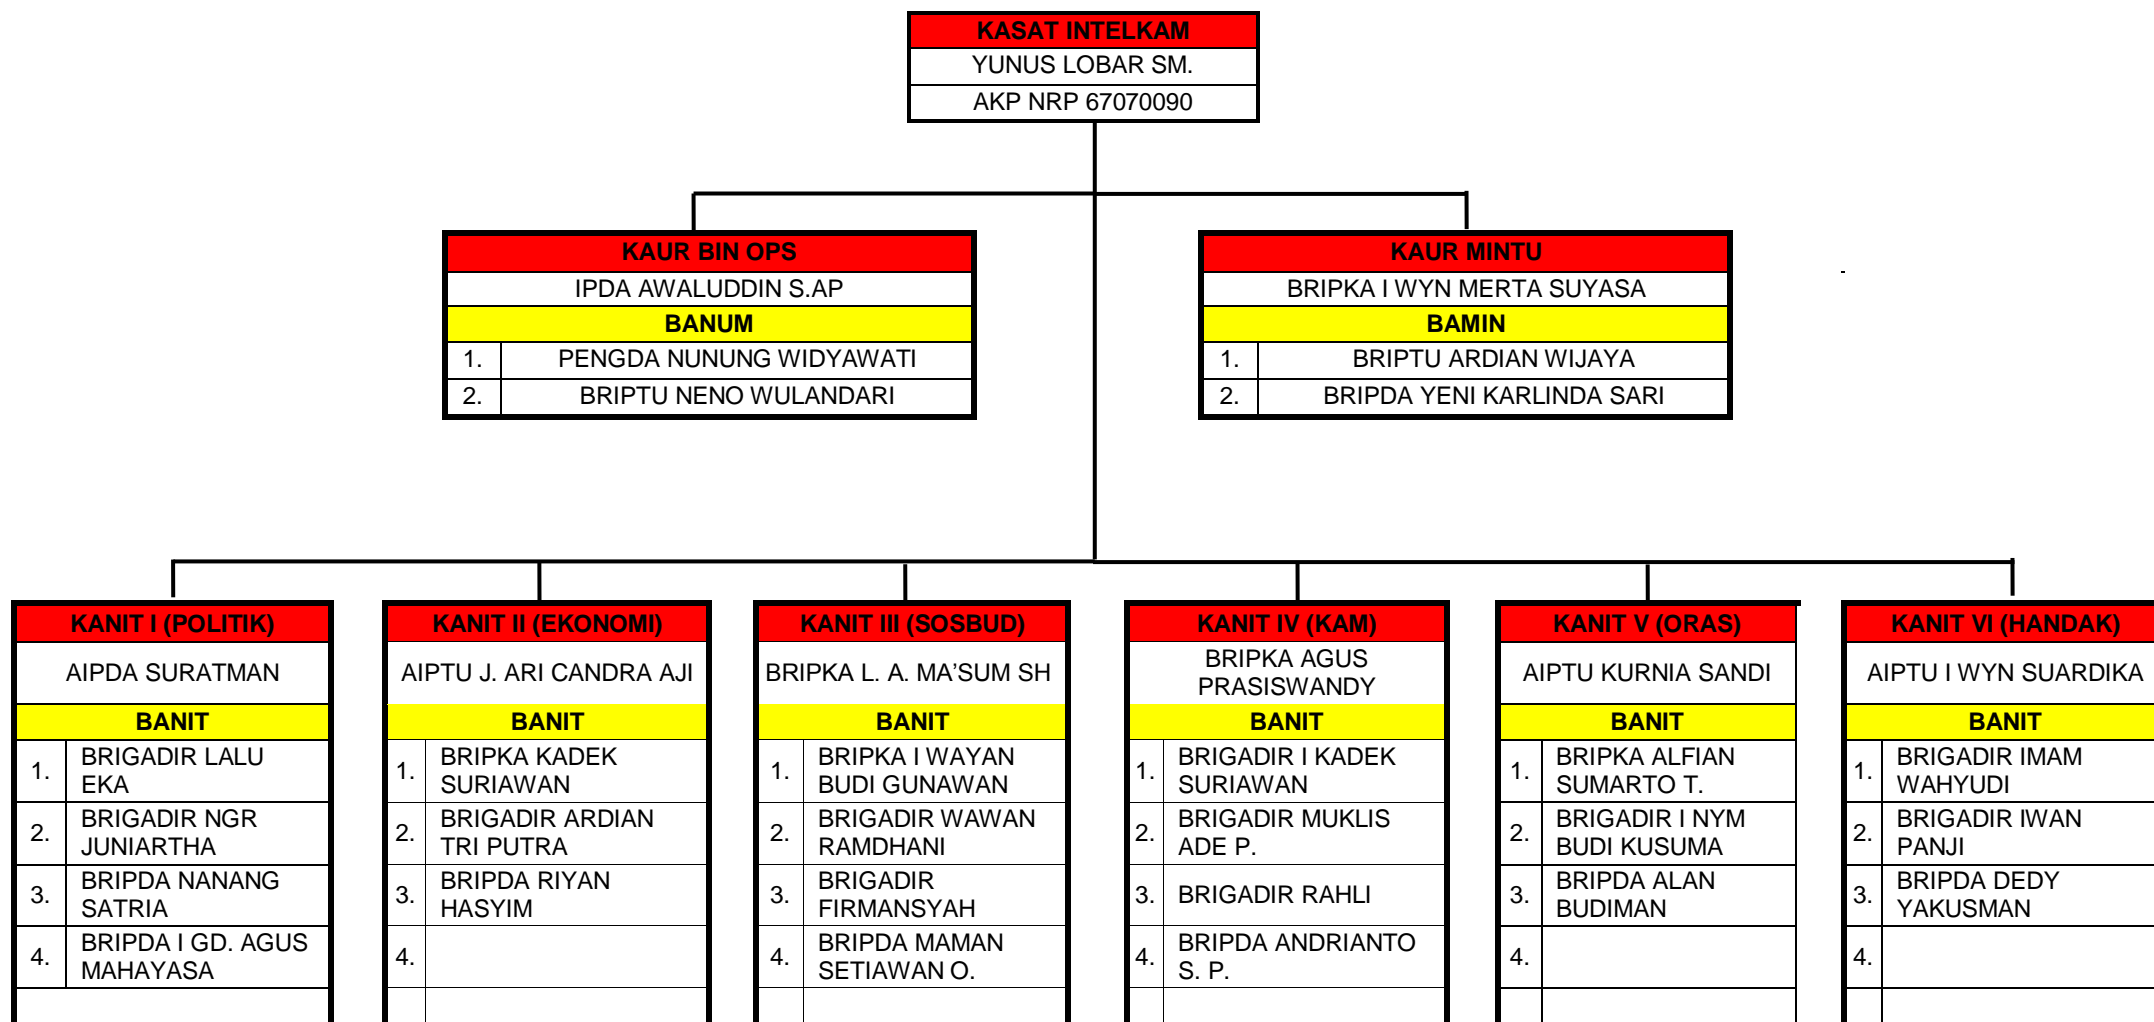 KASAT INTELKAM
YUNUS LOBAR SM.
AKP NRP 67070090
KAUR BIN OPS
IPDA AWALUDDIN S.AP
BANUM
1. PENGDA NUNUNG WIDYAWATI
2. BRIPTU NENO WULANDARI
KAUR MINTU
BRIPKA I WYN MERTA SUYASA
BAMIN
1. BRIPTU ARDIAN WIJAYA
2. BRIPDA YENI KARLINDA SARI
-
KANIT I (POLITIK)
AIPDA SURATMAN
BANIT
1. BRIGADIR LALU
EKA
2. BRIGADIR NGR
JUNIARTHA
3. BRIPDA NANANG
SATRIA
4. BRIPDA I GD. AGUS
MAHAYASA
KANIT II (EKONOMI)
AIPTU J. ARI CANDRA AJI
BANIT
1. BRIPKA KADEK
SURIAWAN
2. BRIGADIR ARDIAN
TRI PUTRA
3. BRIPDA RIYAN
HASYIM
4.
KANIT III (SOSBUD)
BRIPKA L. A. MA’SUM SH
BANIT
1. BRIPKA I WAYAN
BUDI GUNAWAN
2. BRIGADIR WAWAN
RAMDHANI
3. BRIGADIR
FIRMANSYAH
4. BRIPDA MAMAN
SETIAWAN O.
KANIT IV (KAM)
BRIPKA AGUS
PRASISWANDY
BANIT
1. BRIGADIR I KADEK
SURIAWAN
2. BRIGADIR MUKLIS
ADE P.
3. BRIGADIR RAHLI
4. BRIPDA ANDRIANTO
S. P.
KANIT V (ORAS)
AIPTU KURNIA SANDI
BANIT
1. BRIPKA ALFIAN
SUMARTO T.
2. BRIGADIR I NYM
BUDI KUSUMA
3. BRIPDA ALAN
BUDIMAN
4.
KANIT VI (HANDAK)
AIPTU I WYN SUARDIKA
BANIT
1. BRIGADIR IMAM
WAHYUDI
2. BRIGADIR IWAN
PANJI
3. BRIPDA DEDY
YAKUSMAN
4.